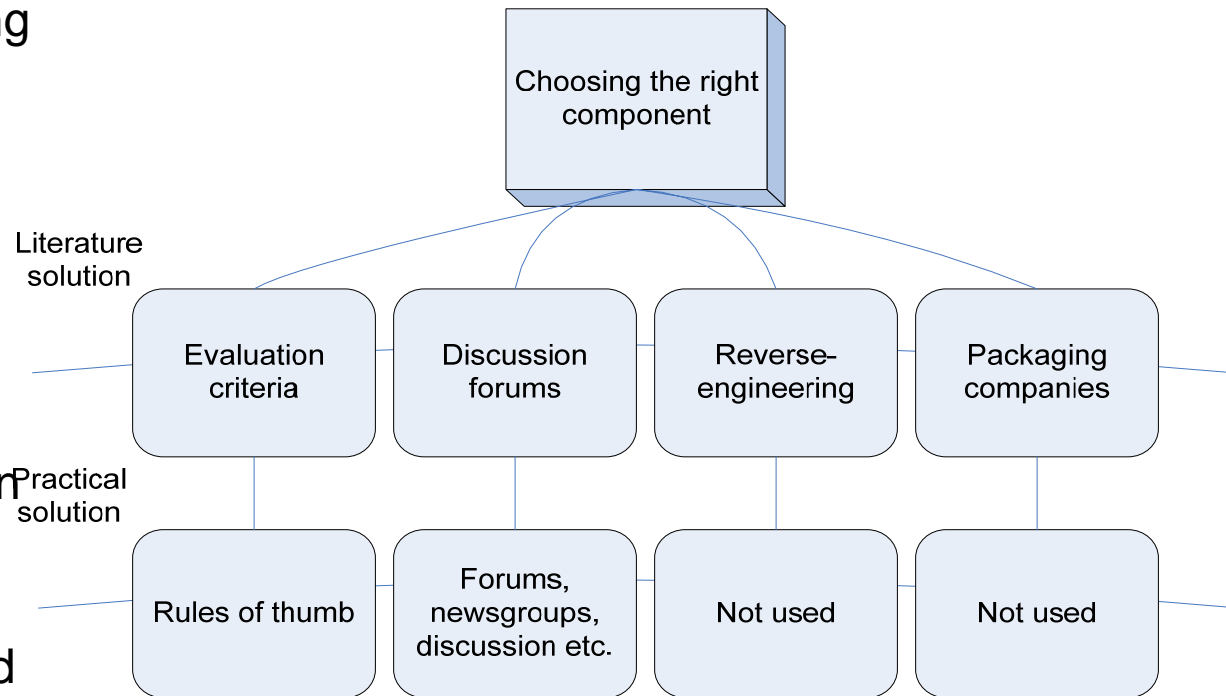 ng
Choosing the right
component
Literature
solution
Evaluation
criteria
Discussion
forums
Reverse-
engineering
Packaging
companies
n
Practical
solution
Rules of thumb
Forums,
newsgroups,
discussion etc.
Not used
Not used
d